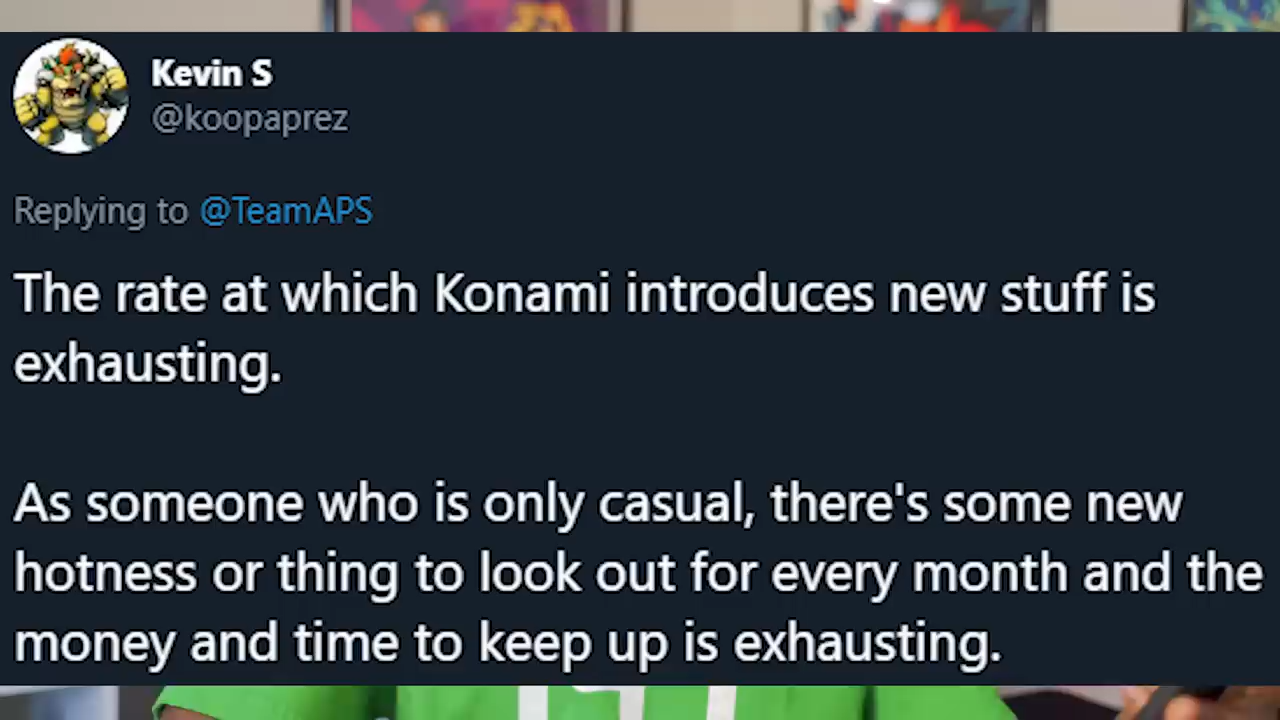 Kevin S
@koopaprez
Replying to @TeamAPS
The rate at which Konami introduces new stuff is
exhausting.
As someone who is only casual, there's some new
hotness or thing to look out for every month and the
money and time to keep up is exhausting.